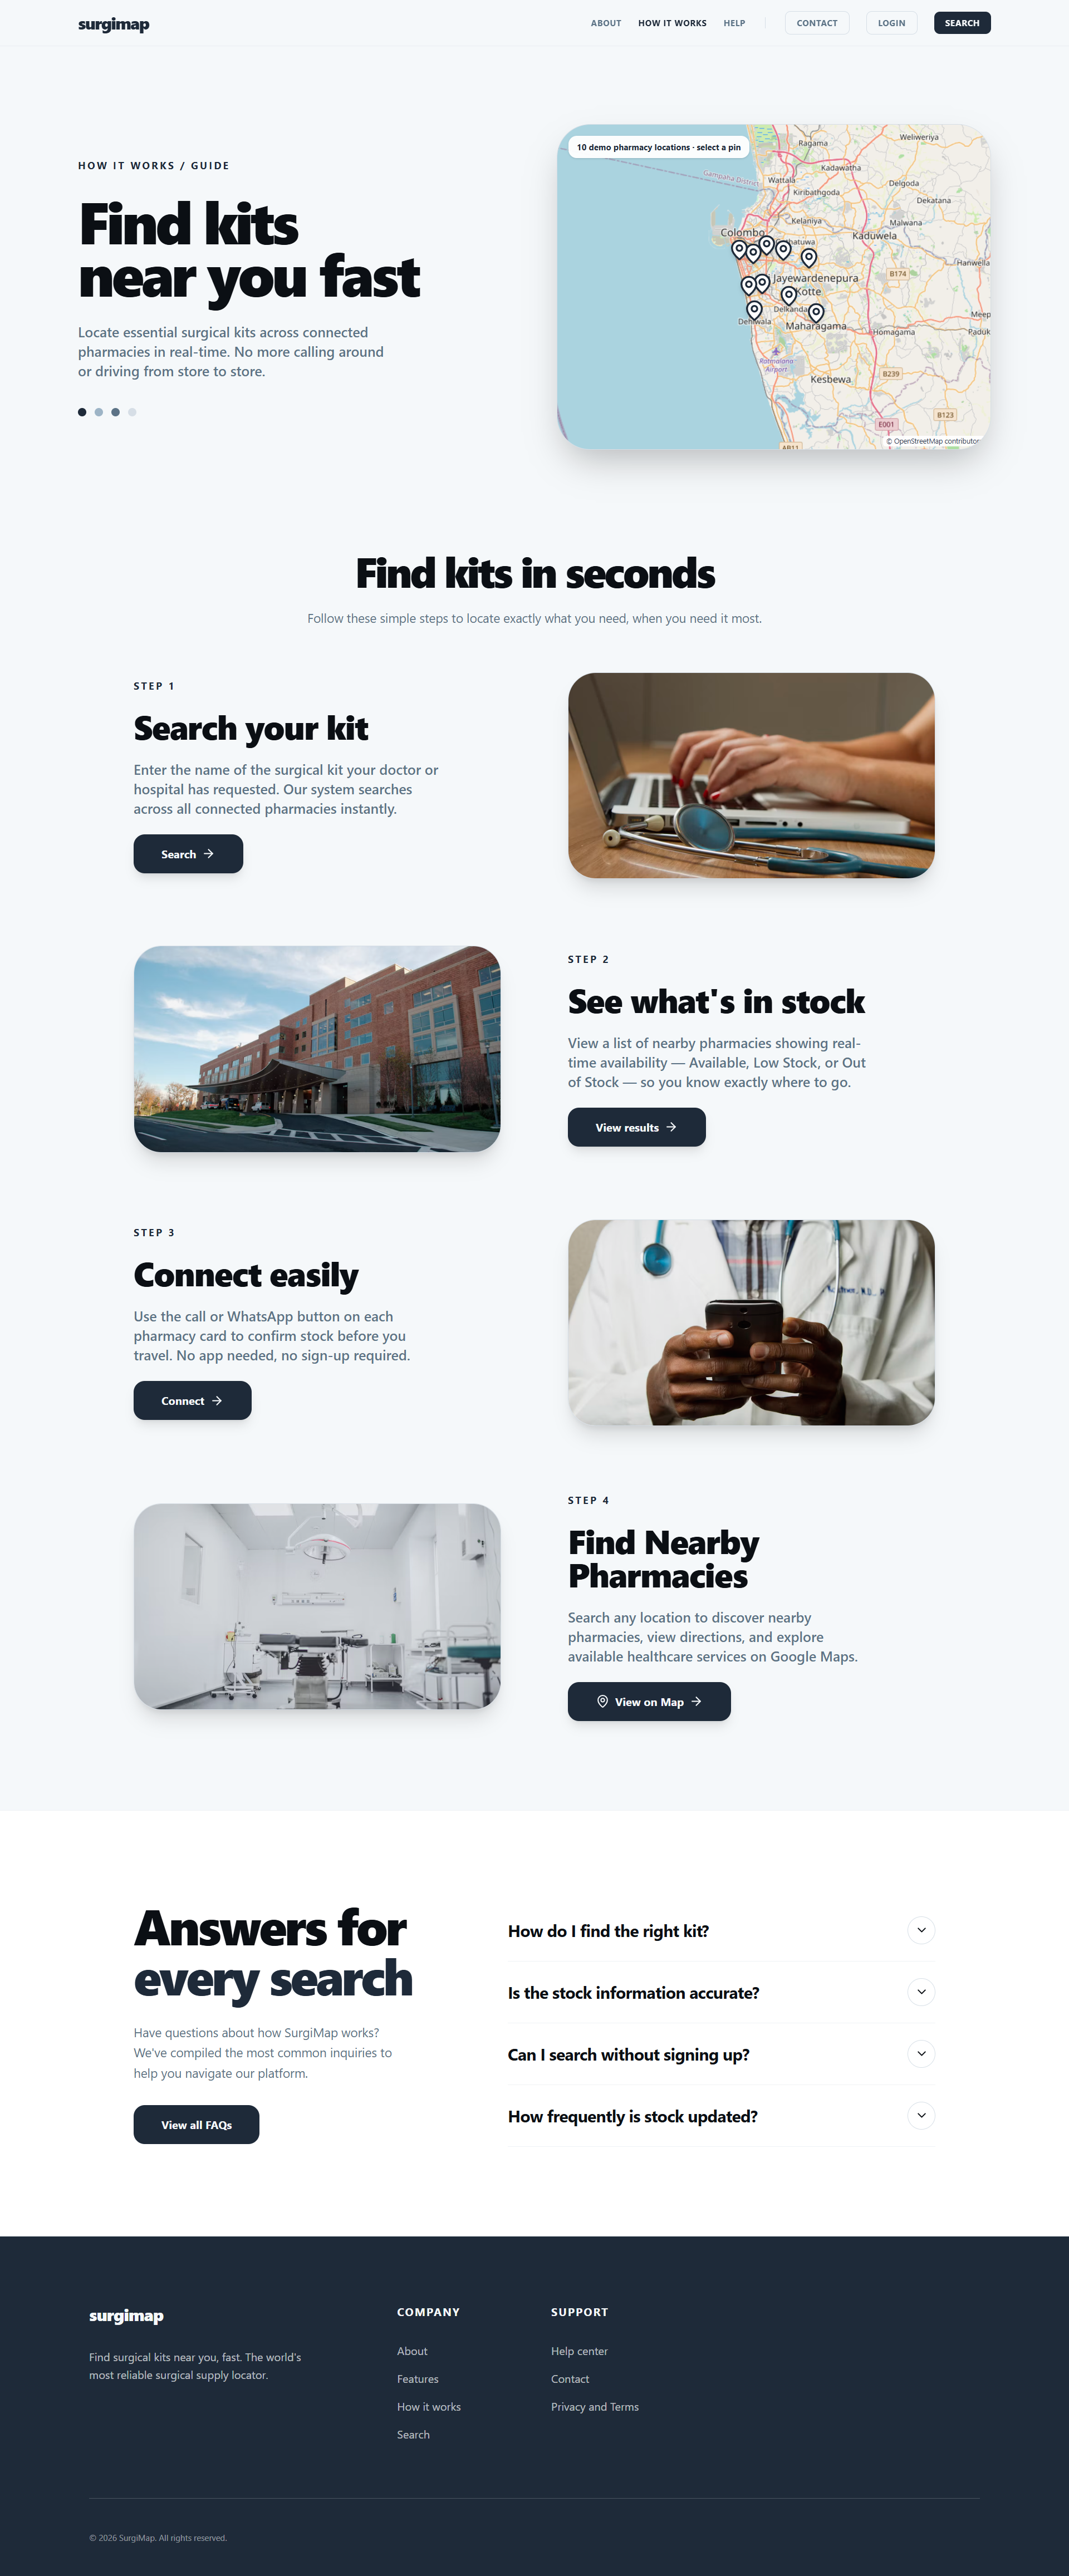 surgimap
ABOUT
HOW IT WORKS
HELP
CONTACT
LOGIN
SEARCH
HOW IT WORKS / GUIDE
Find kits
near you fast
Locate essential surgical kits across connected
pharmacies in real-time. No more calling around
or driving from store to store.
10 demo pharmacy locations · select a pin
Weliweriya
Ragama
Kadawatha
Gampaha District
Wattala
Delgoda
Kiribathgoda
Dekatana
Kelaniya
Malwana
Colombo
Kaduwela
Hanwella
B174
Jayewardenepura
Kotte
Delkanda
Dehiwala
Maharagama
Meep
Homagama
Paduk
Ratmalana
Airport
Kesbewa
B239
B123
E001
AB11
© OpenStreetMap contributor
Find kits in seconds
Follow these simple steps to locate exactly what you need, when you need it most.
STEP 1
Search your kit
Enter the name of the surgical kit your doctor or
hospital has requested. Our system searches
across all connected pharmacies instantly.
Search →
STEP 2
See what's in stock
View a list of nearby pharmacies showing real-
time availability — Available, Low Stock, or Out
of Stock — so you know exactly where to go.
View results →
STEP 3
Connect easily
Use the call or WhatsApp button on each
pharmacy card to confirm stock before you
travel. No app needed, no sign-up required.
Connect →
STEP 4
Find Nearby
Pharmacies
Search any location to discover nearby
pharmacies, view directions, and explore
available healthcare services on Google Maps.
View on Map →
Answers for
every search
Have questions about how SurgiMap works?
We've compiled the most common inquiries to
help you navigate our platform.
View all FAQs
How do I find the right kit?
Is the stock information accurate?
Can I search without signing up?
How frequently is stock updated?
surgimap
Find surgical kits near you, fast. The world's
most reliable surgical supply locator.
COMPANY
About
Features
How it works
Search
SUPPORT
Help center
Contact
Privacy and Terms
© 2026 SurgiMap. All rights reserved.